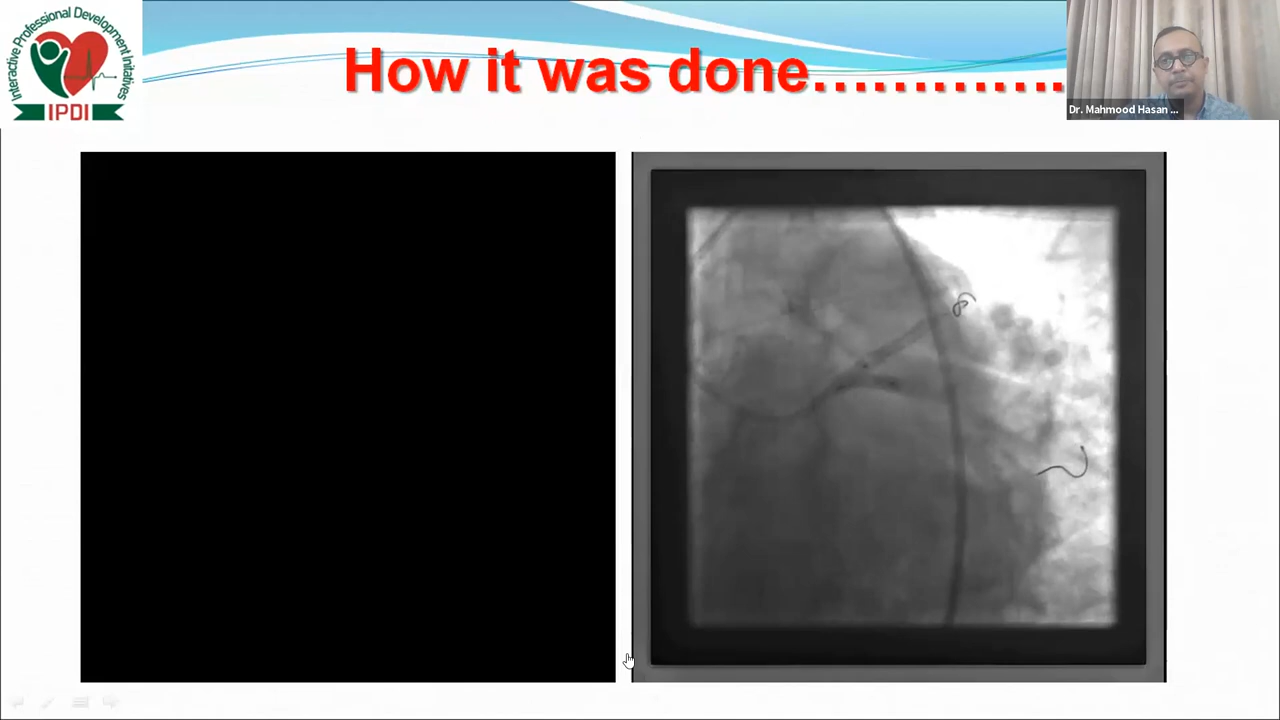 Interactive Professional Development Initiatives
IPDI
How it was done.............
Dr. Mahmood Hasan ...